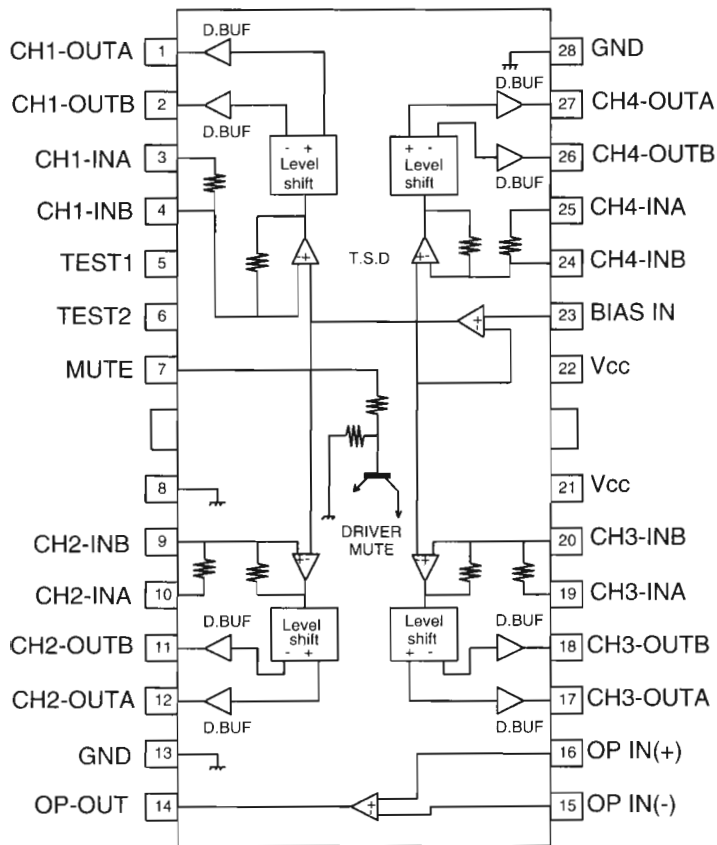 CH1-OUTA 1 D.BUF
CH1-OUTB 2 D.BUF
CH1-INA 3
CH1-INB 4
TEST1 5
TEST2 6
MUTE 7
8
CH2-INB 9
CH2-INA 10
CH2-OUTB 11 D.BUF
CH2-OUTA 12 D.BUF
GND 13
OP-OUT 14
- +
Level
shift
-+
+ -
Level
shift
+-
T.S.D
+
-
DRIVER
MUTE
+-
Level
shift
- +
-+
Level
shift
+ -
+
-
28 GND
D.BUF 27 CH4-OUTA
26 CH4-OUTB
D.BUF
25 CH4-INA
24 CH4-INB
23 BIAS IN
22 Vcc
21 Vcc
20 CH3-INB
19 CH3-INA
D.BUF
18 CH3-OUTB
17 CH3-OUTA
D.BUF
16 OP IN(+)
15 OP IN(-)